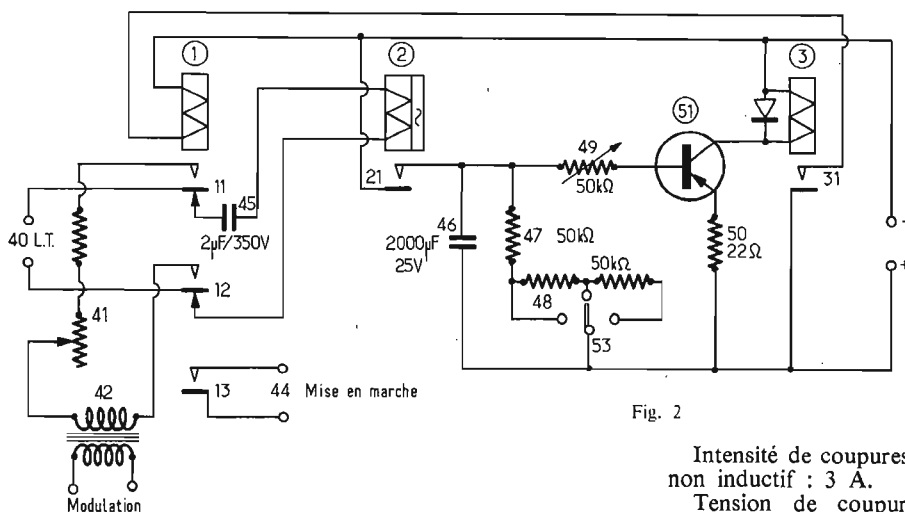 1
2
3
51
49
50kΩ
11
45
2µF/350V
21
31
40 L.T.
46
2000µF
25V
47
50kΩ
50kΩ
50
22Ω
-
+
12
48
41
53
13
44
Mise en marche
42
Fig. 2
Modulation
Intensité de coupures
non inductif : 3 A.
Tension de coupur